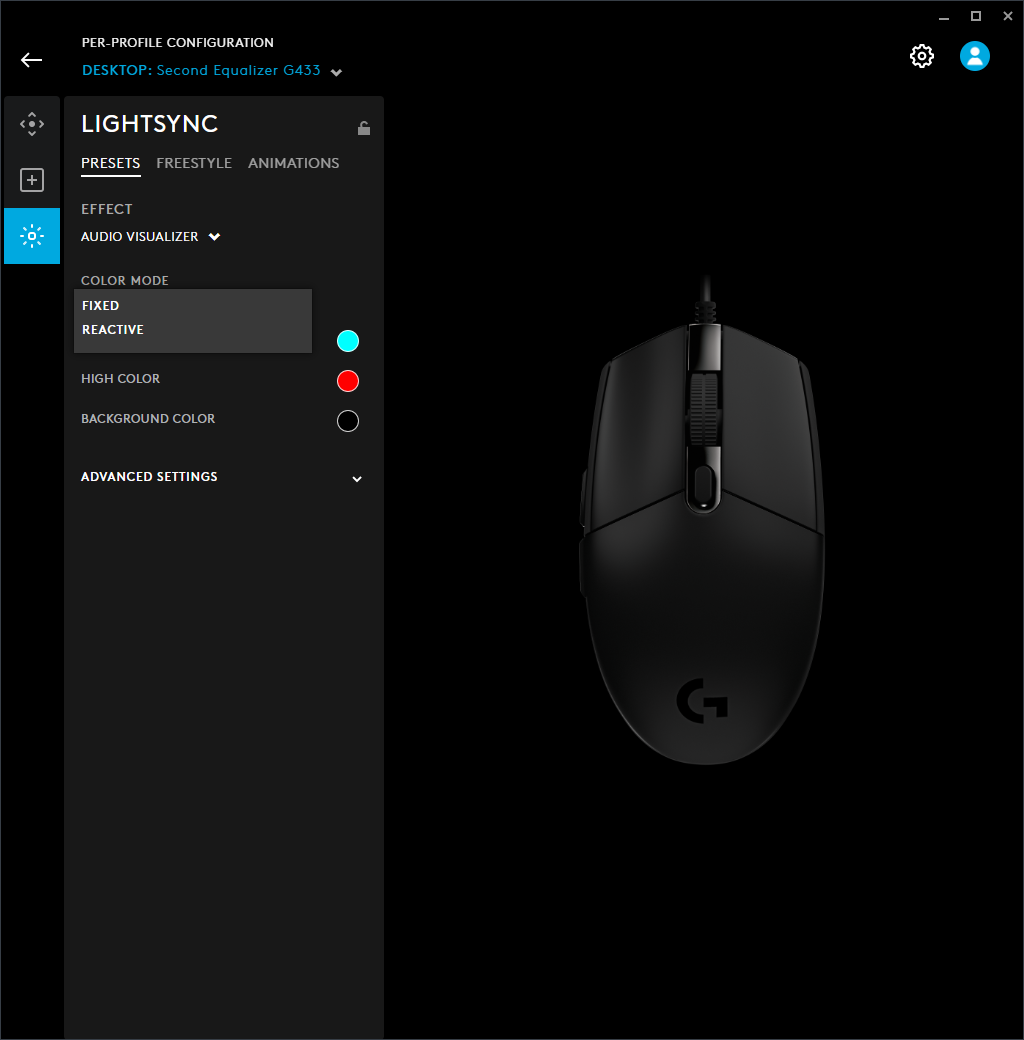 PER-PROFILE CONFIGURATION
DESKTOP: Second Equalizer G433
LIGHTSYNC
PRESETS FREESTYLE ANIMATIONS
EFFECT
AUDIO VISUALIZER
COLOR MODE
FIXED
REACTIVE
HIGH COLOR
BACKGROUND COLOR
ADVANCED SETTINGS